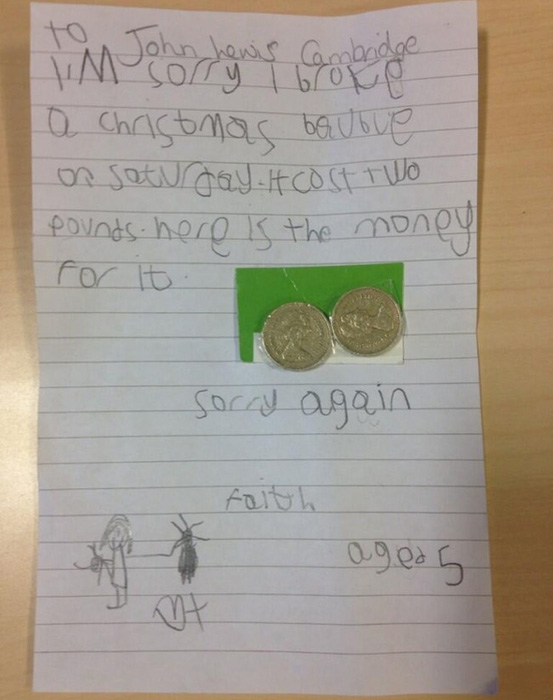 to John Lewis Cambridge
I'M sorry I broke
a christmas bauble
on saturday. It cost two
pounds. here is the money
for it.
sorry again
Faith
aged 5